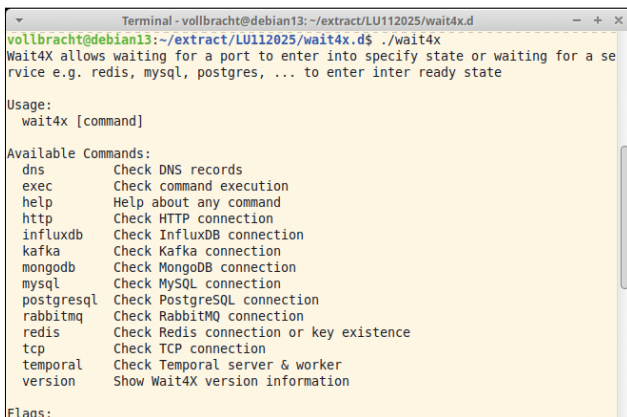 Terminal - vollbracht@debian13: ~/extract/LU112025/wait4x.d
vollbracht@debian13:~/extract/LU112025/wait4x.d$ ./wait4x
Wait4X allows waiting for a port to enter into specify state or waiting for a se
rvice e.g. redis, mysql, postgres, ... to enter inter ready state
Usage:
wait4x [command]
Available Commands:
dns Check DNS records
exec Check command execution
help Help about any command
http Check HTTP connection
influxdb Check InfluxDB connection
kafka Check Kafka connection
mongodb Check MongoDB connection
mysql Check MySQL connection
postgresql Check PostgreSQL connection
rabbitmq Check RabbitMQ connection
redis Check Redis connection or key existence
tcp Check TCP connection
temporal Check Temporal server & worker
version Show Wait4X version information
Flags: